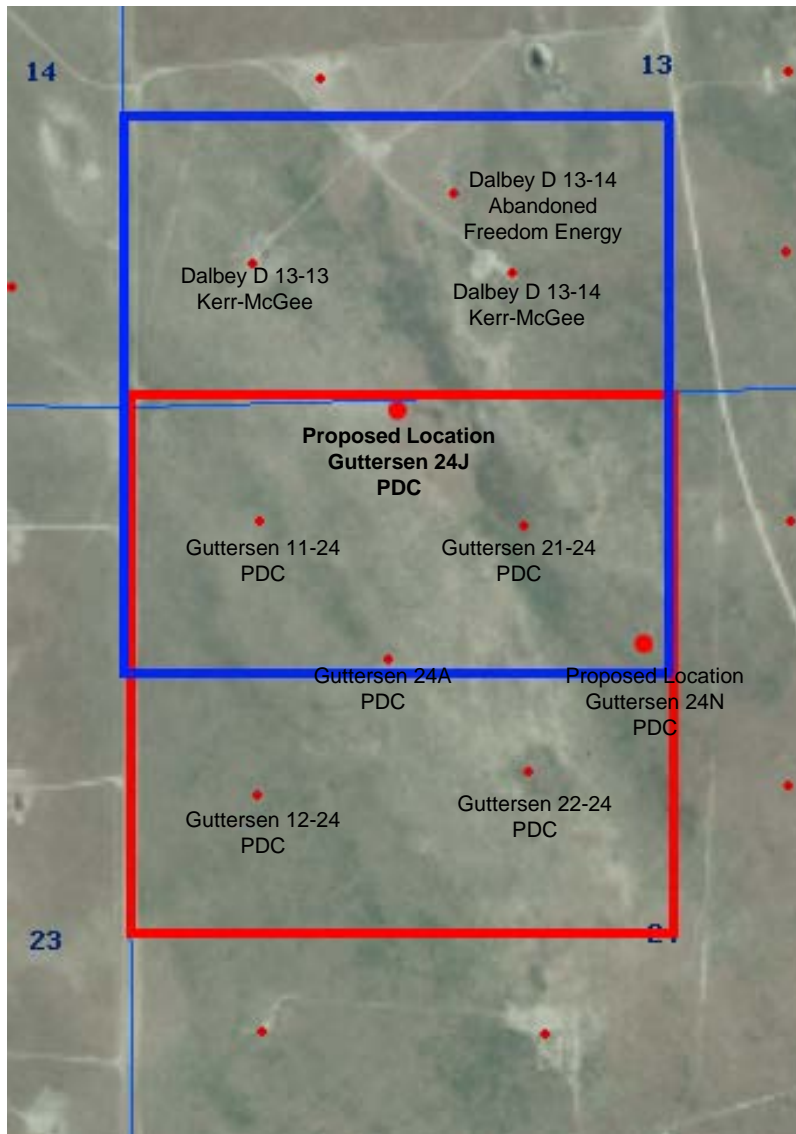 14
13
Dalbey D 13-14
Abandoned
Freedom Energy
Dalbey D 13-13
Kerr-McGee
Dalbey D 13-14
Kerr-McGee
Proposed Location
Guttersen 24J
PDC
Guttersen 11-24
PDC
Guttersen 21-24
PDC
Guttersen 24A
PDC
Proposed Location
Guttersen 24N
PDC
Guttersen 12-24
PDC
Guttersen 22-24
PDC
23
24